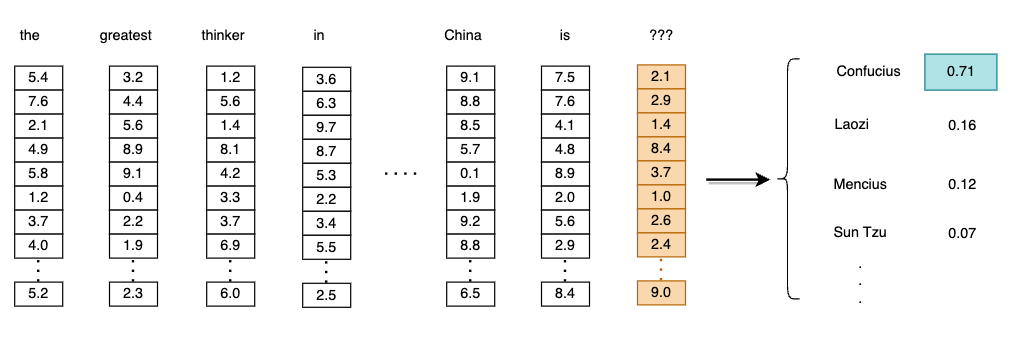 the greatest thinker in China is ???
5.4 3.2 1.2 3.6 9.1 7.5 2.1 Confucius 0.71
7.6 4.4 5.6 6.3 8.8 7.6 2.9
2.1 5.6 1.4 9.7 8.5 4.1 1.4 Laozi 0.16
4.9 8.9 8.1 8.7 5.7 4.8 8.4
5.8 9.1 4.2 5.3 .... 0.1 8.9 3.7
1.2 0.4 3.3 2.2 1.9 2.0 1.0 Mencius 0.12
3.7 2.2 3.7 3.4 9.2 5.6 2.6
4.0 1.9 6.9 5.5 8.8 2.9 2.4 Sun Tzu 0.07
5.2 2.3 6.0 2.5 6.5 8.4 9.0